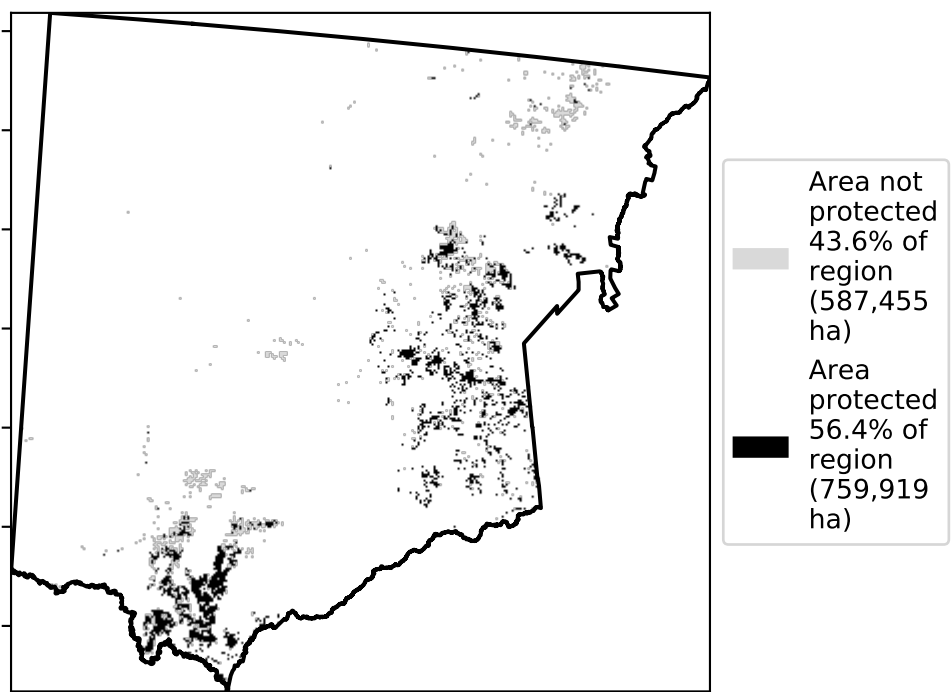 Area not
protected
43.6% of
region
(587,455
ha)
Area
protected
56.4% of
region
(759,919
ha)